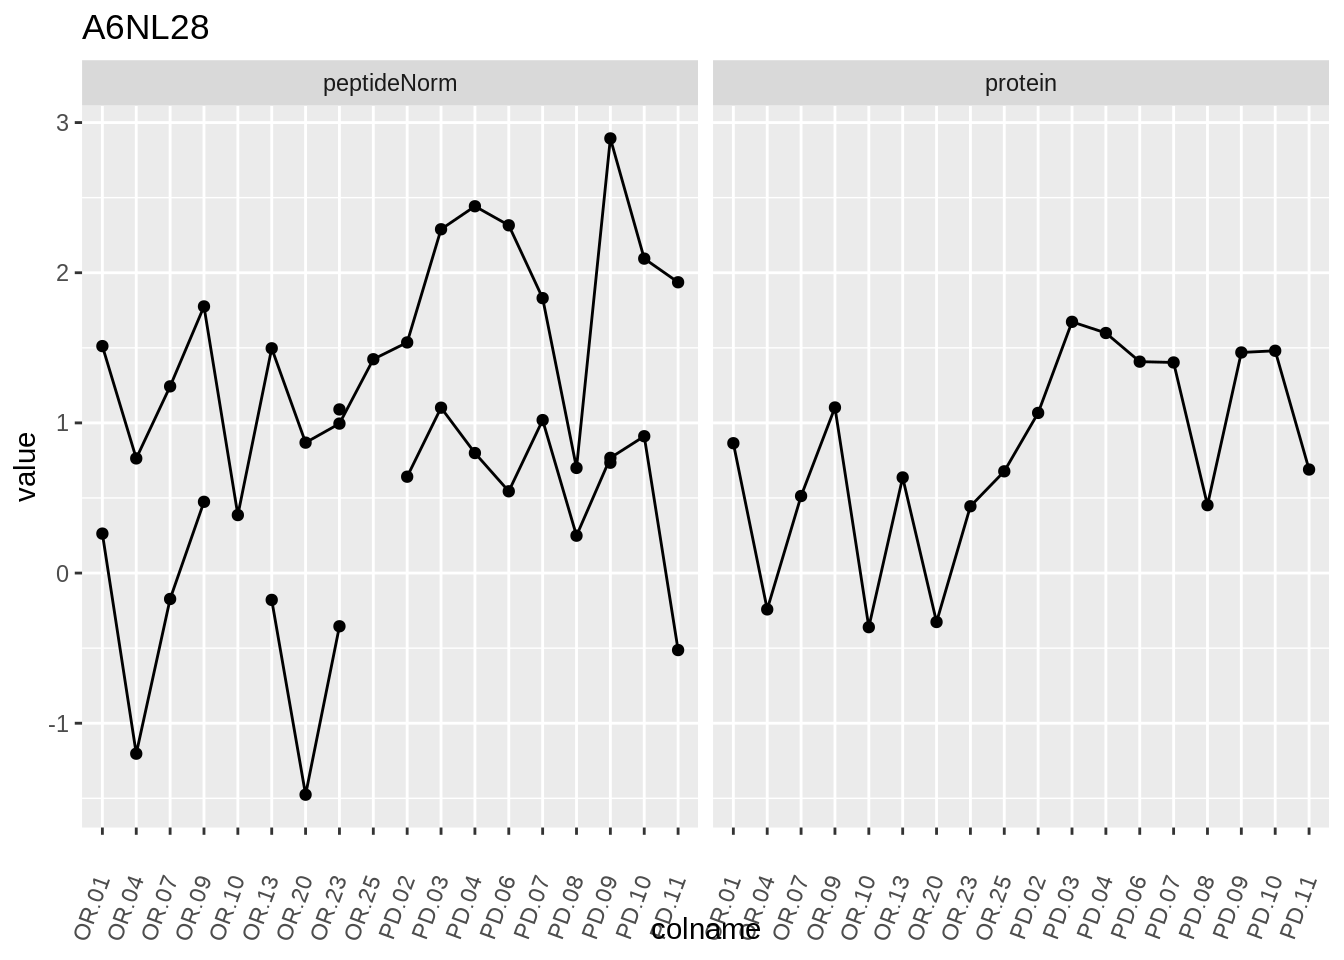 A6NL28
peptideNorm protein
3
2
1
0
-1
value
OR.01 OR.04 OR.07 OR.09 OR.10 OR.13 OR.20 OR.23 OR.25 PD.02 PD.03 PD.04 PD.06 PD.07 PD.08 PD.09 PD.10 PD.11 OR.01 OR.04 OR.07 OR.09 OR.10 OR.13 OR.20 OR.23 OR.25 PD.02 PD.03 PD.04 PD.06 PD.07 PD.08 PD.09 PD.10 PD.11
colname